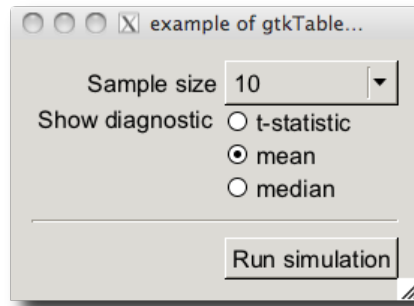 example of gtkTable...
Sample size 10
Show diagnostic t-statistic
mean
median
Run simulation